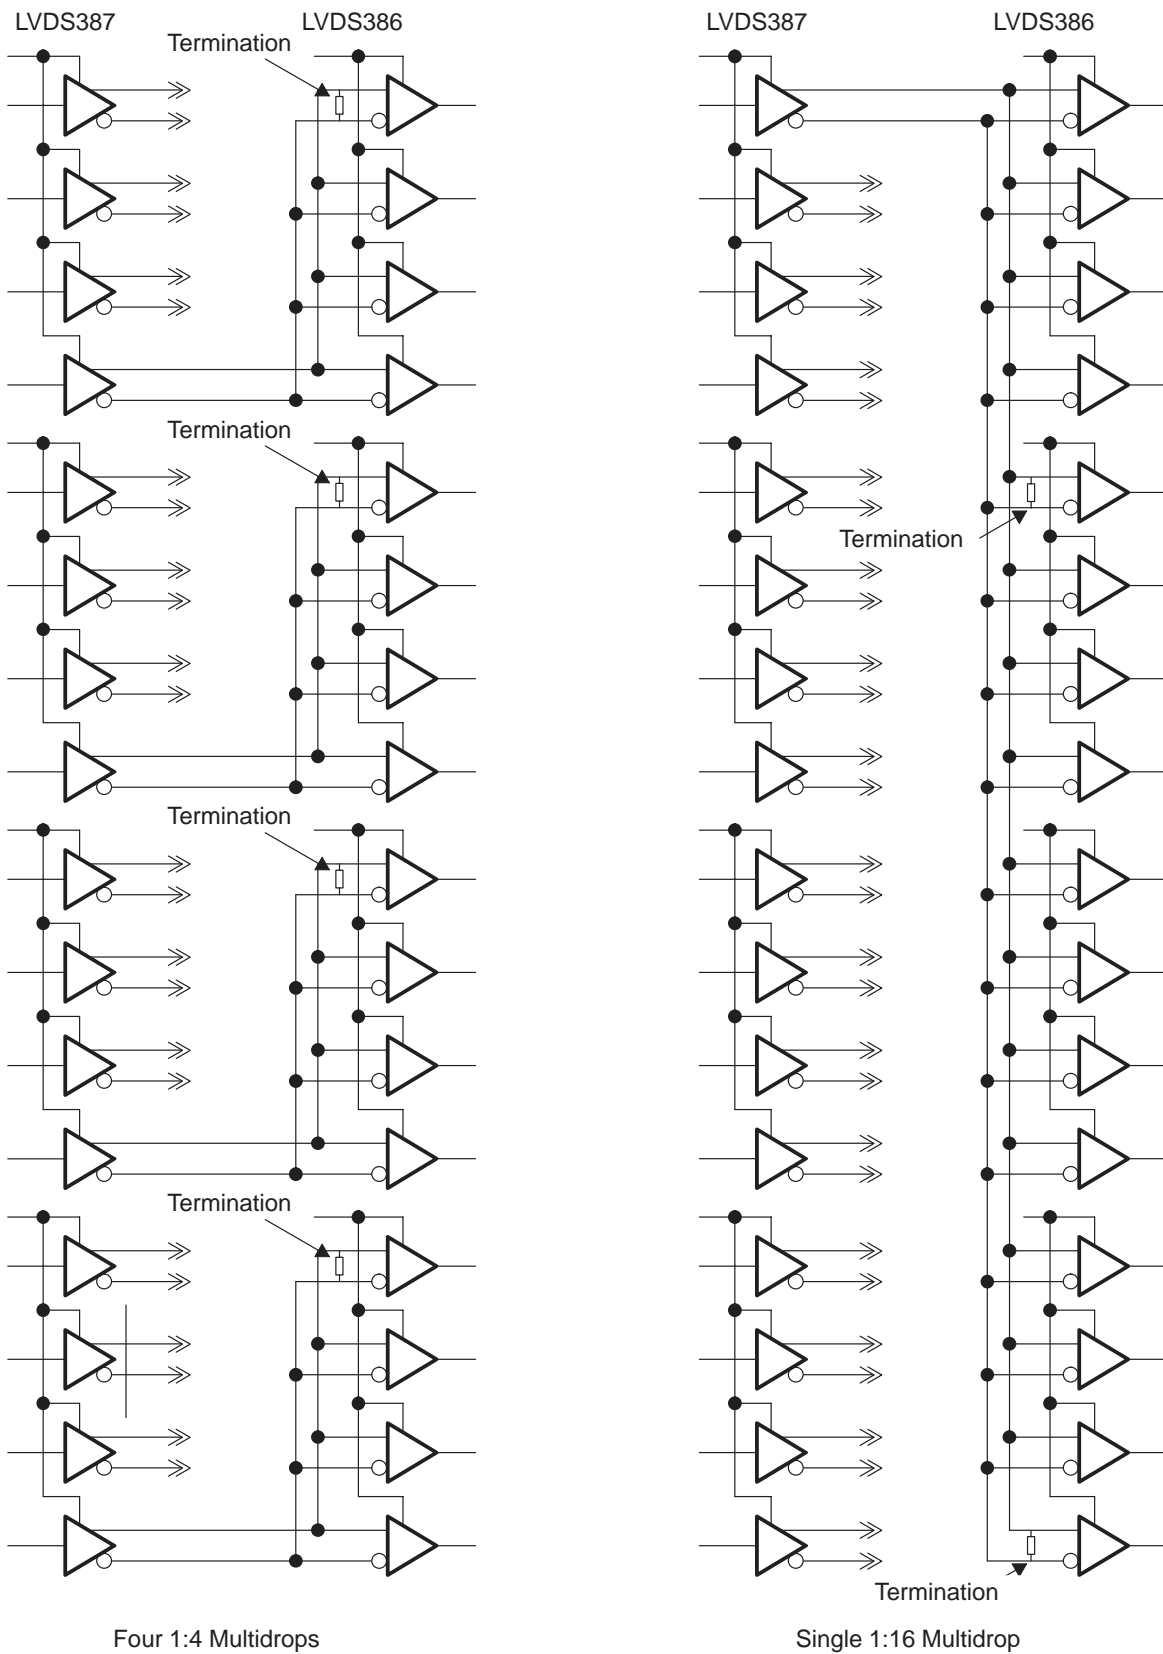 LVDS387
LVDS386
Termination
Termination
Termination
Termination
Four 1:4 Multidrops
LVDS387
LVDS386
Termination
Termination
Single 1:16 Multidrop